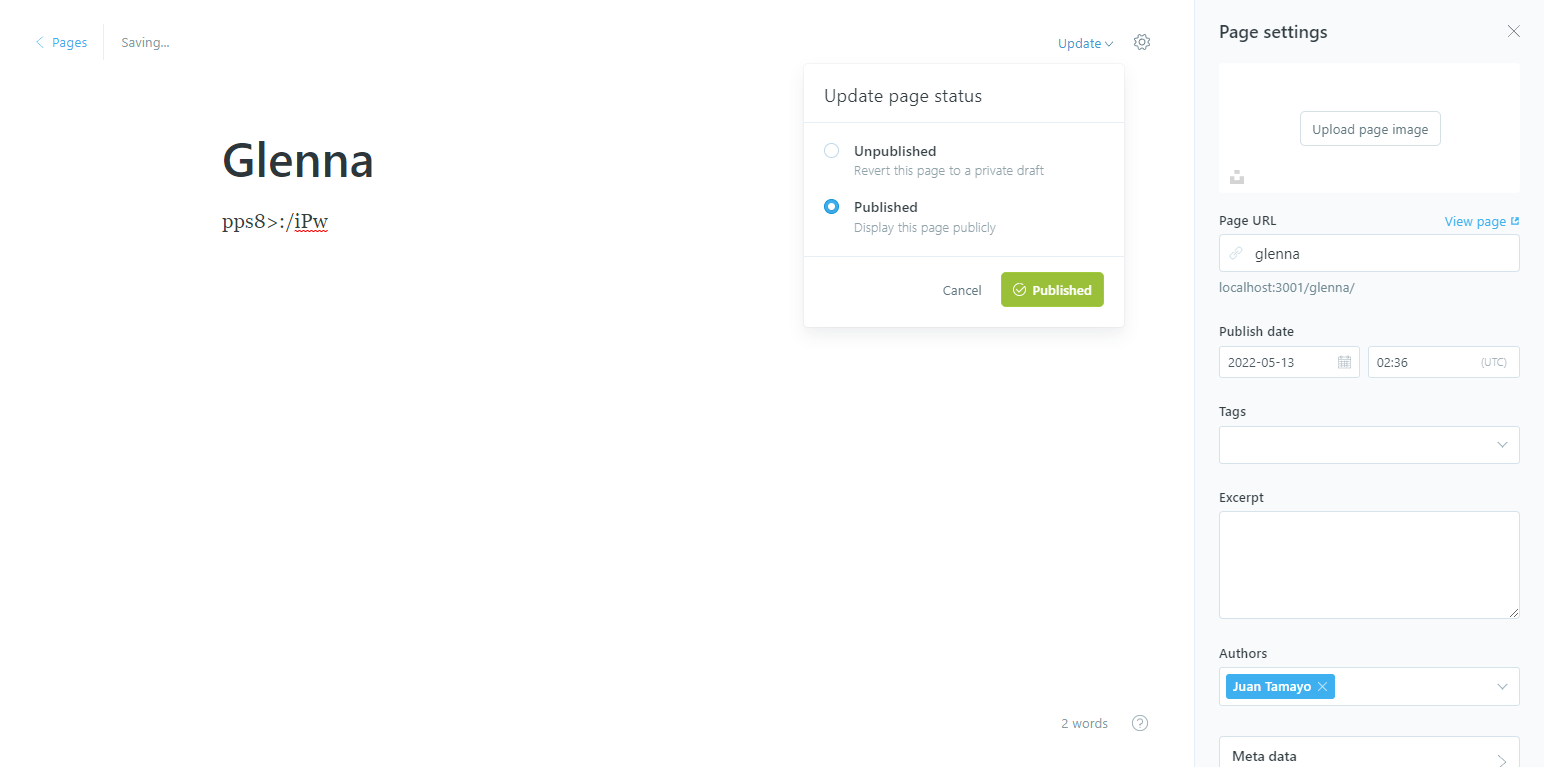 Pages
Saving...
Update
Glenna
pps8>:/iPw
Update page status
Unpublished
Revert this page to a private draft
Published
Display this page publicly
Cancel
Published
2 words
?
Page settings
Upload page image
Page URL
View page
glenna
localhost:3001/glenna/
Publish date
2022-05-13
02:36
(UTC)
Tags
Excerpt
Authors
Juan Tamayo
Meta data